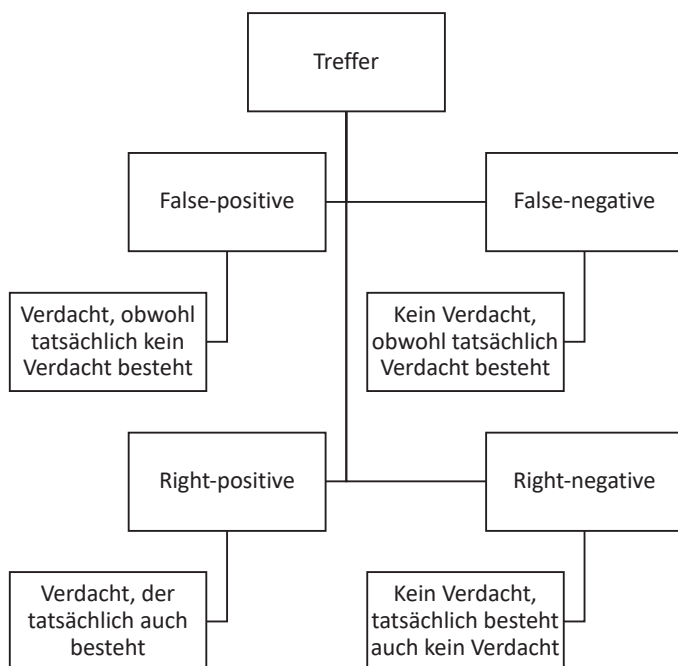 Treffer
False-positive
False-negative
Verdacht, obwohl
tatsächlich kein
Verdacht besteht
Kein Verdacht,
obwohl tatsächlich
Verdacht besteht
Right-positive
Right-negative
Verdacht, der
tatsächlich auch
besteht
Kein Verdacht,
tatsächlich besteht
auch kein Verdacht